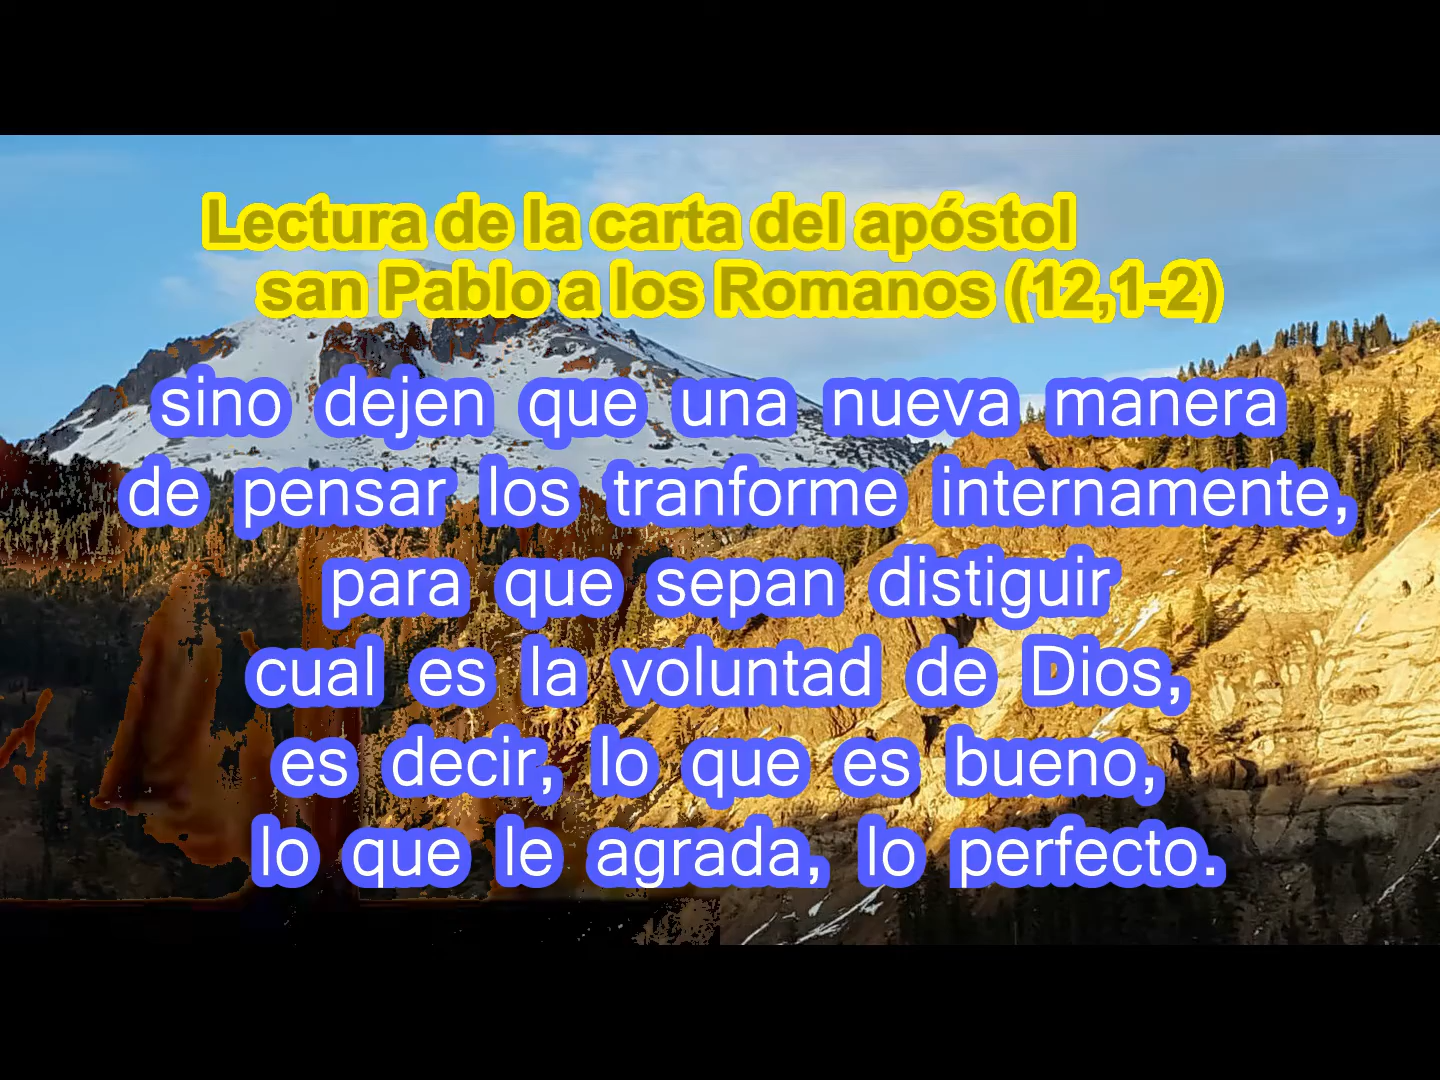 Lectura de la carta del apóstol
san Pablo a los Romanos (12,1-2)
sino dejen que una nueva manera
de pensar los tranforme internamente,
para que sepan distiguir
cual es la voluntad de Dios,
es decir, lo que es bueno,
lo que le agrada, lo perfecto.